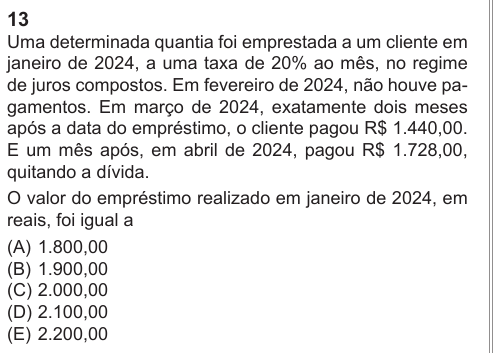 13
Uma determinada quantia foi emprestada a um cliente em
janeiro de 2024, a uma taxa de 20% ao mês, no regime
de juros compostos. Em fevereiro de 2024, não houve pa-
gamentos. Em março de 2024, exatamente dois meses
após a data do empréstimo, o cliente pagou R$ 1.440,00.
E um mês após, em abril de 2024, pagou R$ 1.728,00,
quitando a dívida.
O valor do empréstimo realizado em janeiro de 2024, em
reais, foi igual a
(A) 1.800,00
(B) 1.900,00
(C) 2.000,00
(D) 2.100,00
(E) 2.200,00